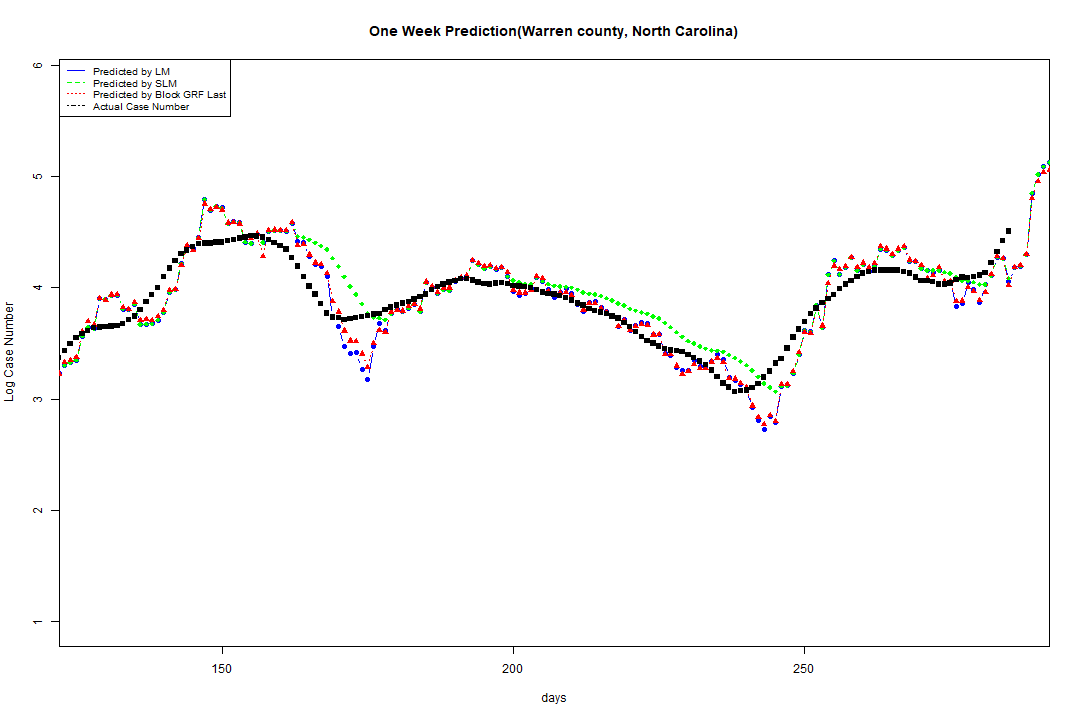 One Week Prediction(Warren county, North Carolina)
Predicted by LM
Predicted by SLM
Predicted by Block GRF Last
Actual Case Number
6
5
4
3
2
1
Log Case Number
150
200
250
days